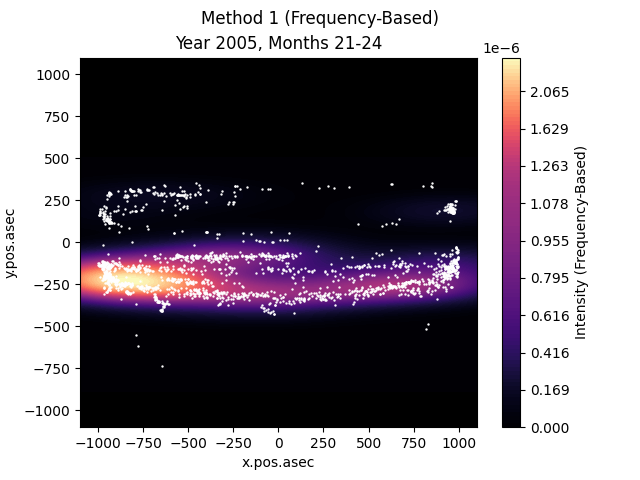 Method 1 (Frequency-Based)
Year 2005, Months 21-24
1e−6
1000
750
500
250
0
−250
−500
−750
−1000
y.pos.asec
−1000 −750 −500 −250 0 250 500 750 1000
x.pos.asec
2.065
1.629
1.263
1.078
0.955
0.795
0.616
0.416
0.169
0.000
Intensity (Frequency-Based)